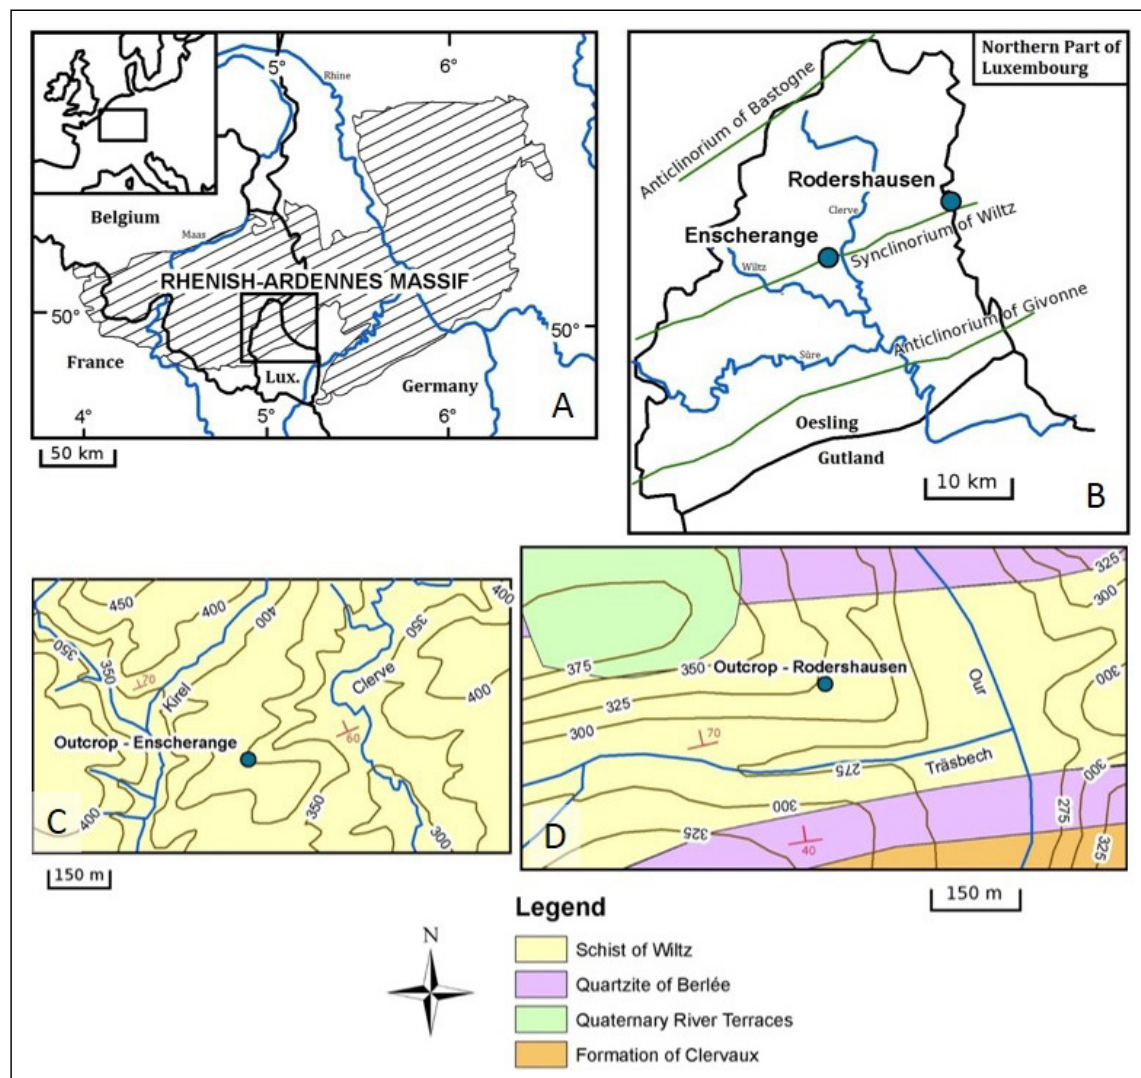 5°
Rhine
6°
Belgium
Maas
RHENISH-ARDENNES MASSIF
50°
50°
France
Lux.
Germany
4°
5°
6°
A
50 km
Northern Part of
Luxembourg
Anticlinorium of Bastogne
Rodershausen
Clerve
Enscherange
Synclinorium of Wiltz
Wiltz
Anticlinorium of Givonne
Sûre
Oesling
Gutland
10 km
B
450
400
400
400
350
350
350
70
Kirel
Clerve
400
Outcrop - Enscherange
60
C
400
350
300
150 m
325
300
375
350
Outcrop - Rodershausen
300
325
Our
300
70
275
Träsbech
300
300
275
D
325
40
325
150 m
Legend
N
Schist of Wiltz
Quartzite of Berlée
Quaternary River Terraces
Formation of Clervaux